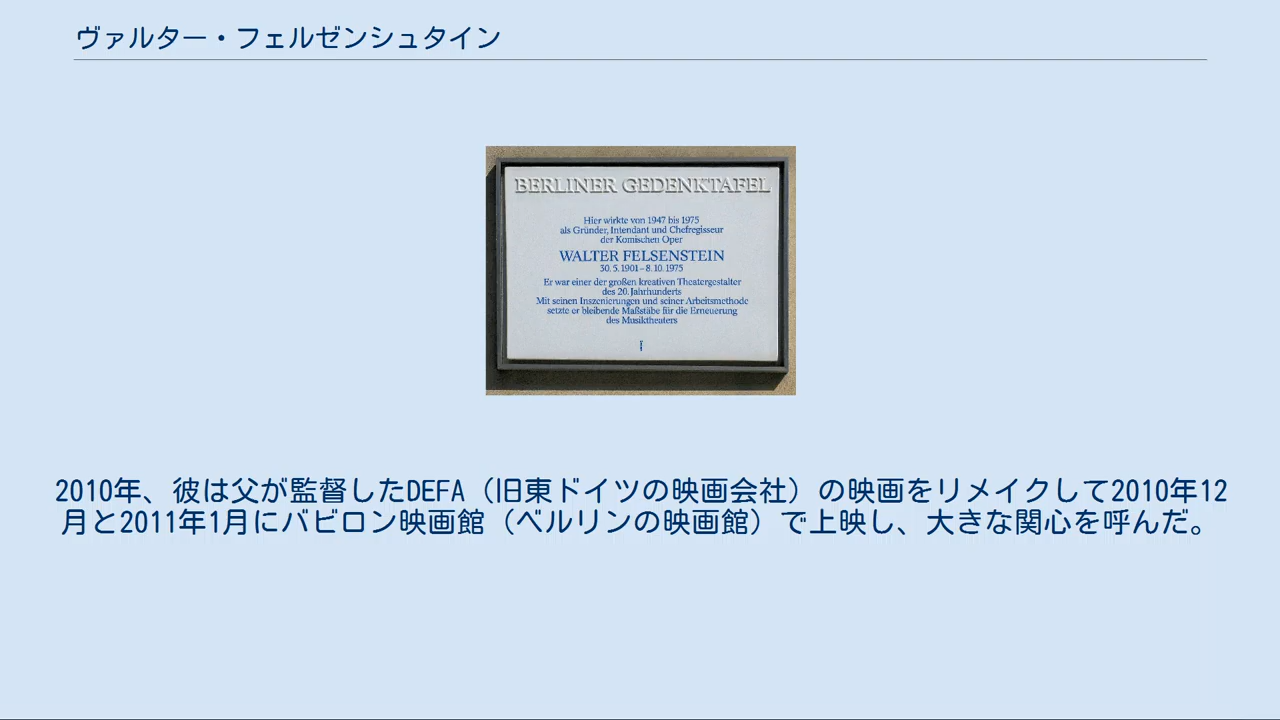 ヴァルター・フェルゼンシュタイン
BERLINER GEDENKTAFEL
Hier wirkte von 1947 bis 1975
als Gründer, Intendant und Chefregisseur
der Komischen Oper
WALTER FELSENSTEIN
30. 5. 1901 – 8. 10. 1975
Er war einer der großen kreativen Theatergestalter
des 20. Jahrhunderts
Mit seinen Inszenierungen und seiner Arbeitsmethode
setzte er bleibende Maßstäbe für die Erneuerung
des Musiktheaters
2010年、彼は父が監督したDEFA（旧東ドイツの映画会社）の映画をリメイクして2010年12
月と2011年1月にバビロン映画館（ベルリンの映画館）で上映し、大きな関心を呼んだ。